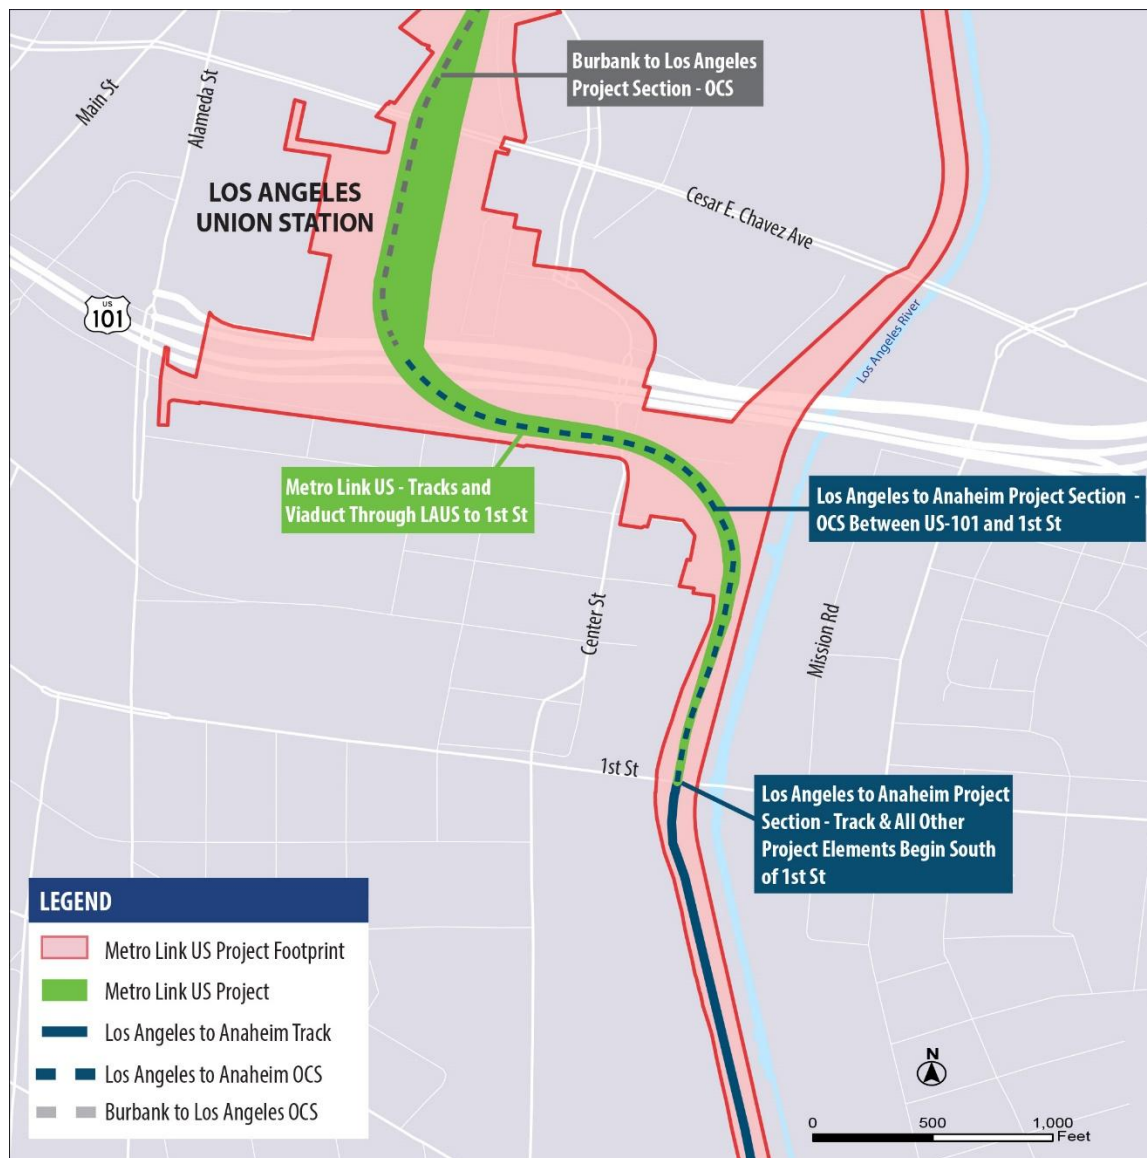 Burbank to Los Angeles
Project Section - OCS
Main St
Alameda St
LOS ANGELES
UNION STATION
Cesar E. Chavez Ave
US
101
Los Angeles River
Metro Link US - Tracks and
Viaduct Through LAUS to 1st St
Los Angeles to Anaheim Project Section -
OCS Between US-101 and 1st St
Center St
Mission Rd
1st St
Los Angeles to Anaheim Project
Section - Track & All Other
Project Elements Begin South
of 1st St
LEGEND
Metro Link US Project Footprint
Metro Link US Project
Los Angeles to Anaheim Track
Los Angeles to Anaheim OCS
Burbank to Los Angeles OCS
N
0 500 1,000
Feet